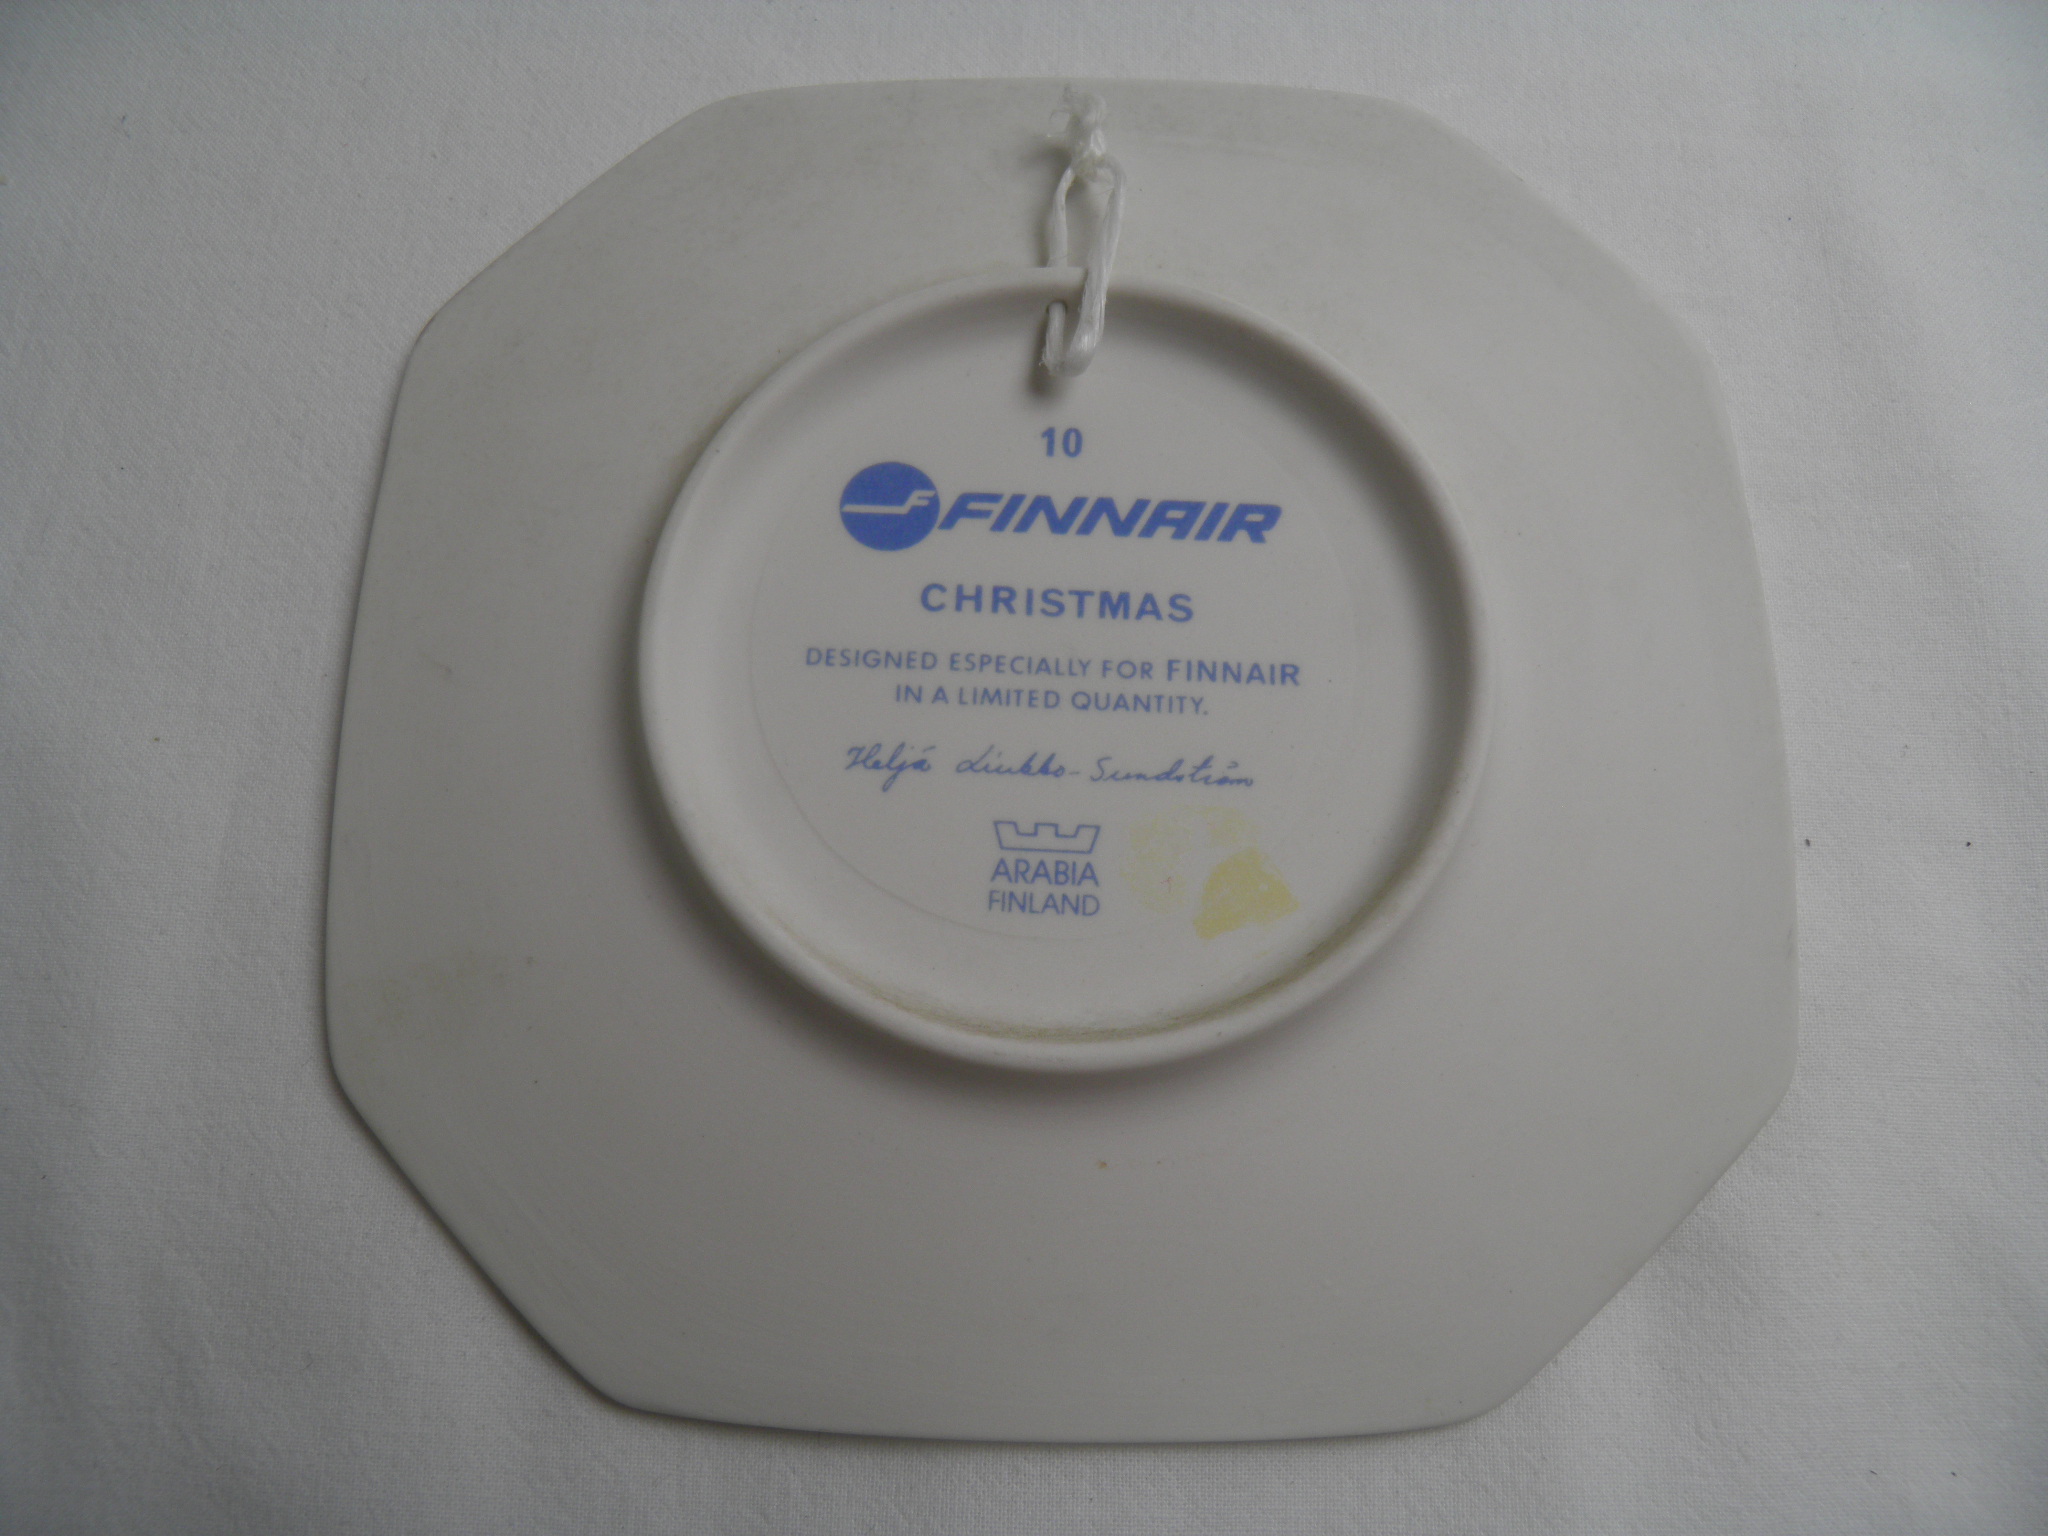 10
FINNAIR
CHRISTMAS
DESIGNED ESPECIALLY FOR FINNAIR
IN A LIMITED QUANTITY.
Heljä Liukko-Sundström
ARABIA
FINLAND